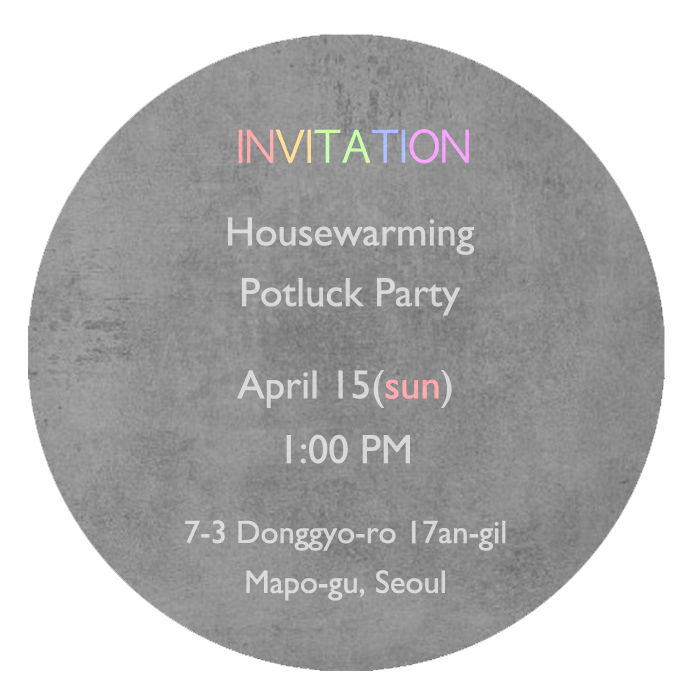 INVITATION
Housewarming
Potluck Party
April 15(sun)
1:00 PM
7-3 Donggyo-ro 17an-gil
Mapo-gu, Seoul